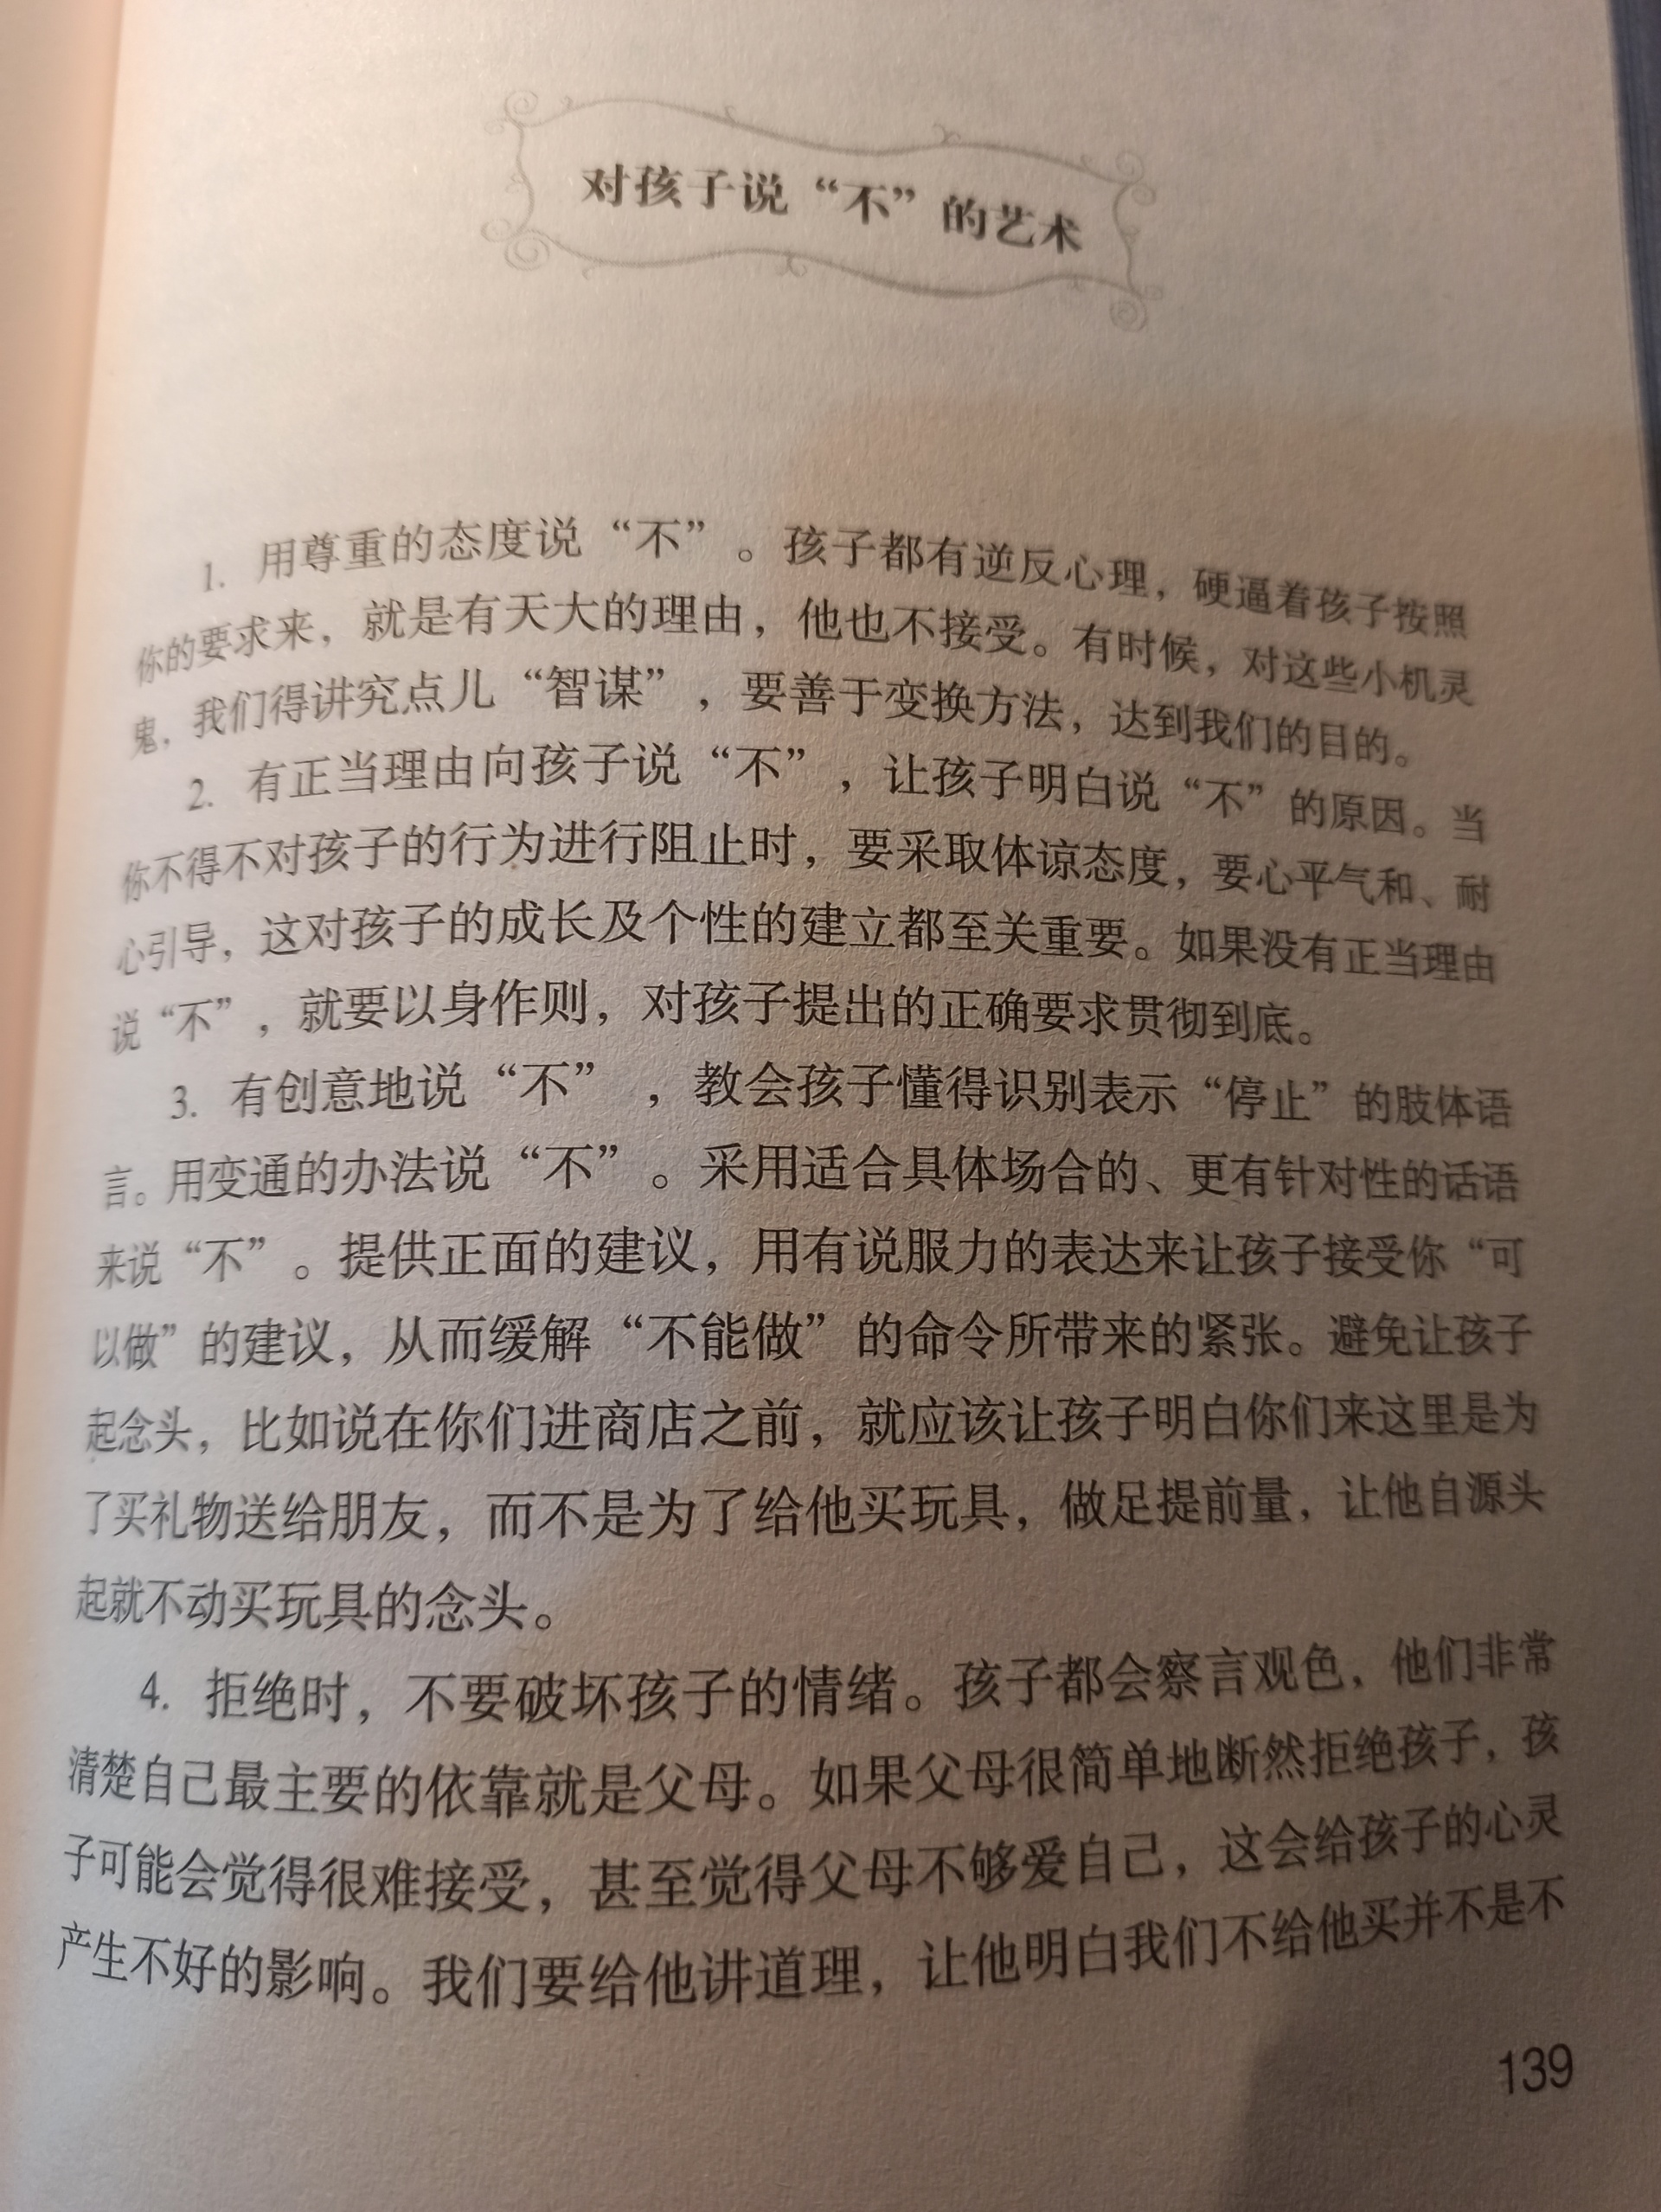 对孩子说“不”的艺术
1. 用尊重的态度说“不”。孩子都有逆反心理，硬逼着孩子按照
你的要求来，就是有天大的理由，他也不接受。有时候，对这些小机灵
鬼，我们得讲究点儿“智谋”，要善于变换方法，达到我们的目的。
2. 有正当理由向孩子说“不”，让孩子明白说“不”的原因。当
你不得不对孩子的行为进行阻止时，要采取体谅态度，要心平气和、耐
心引导，这对孩子的成长及个性的建立都至关重要。如果没有正当理由
说“不”，就要以身作则，对孩子提出的正确要求贯彻到底。
3. 有创意地说“不”，教会孩子懂得识别表示“停止”的肢体语
言。用变通的办法说“不”。采用适合具体场合的、更有针对性的话语
来说“不”。提供正面的建议，用有说服力的表达来让孩子接受你“可
以做”的建议，从而缓解“不能做”的命令所带来的紧张。避免让孩子
起念头，比如说在你们进商店之前，就应该让孩子明白你们来这里是为
了买礼物送给朋友，而不是为了给他买玩具，做足提前量，让他自源头
起就不动买玩具的念头。
4. 拒绝时，不要破坏孩子的情绪。孩子都会察言观色，他们非常
清楚自己最主要的依靠就是父母。如果父母很简单地断然拒绝孩子，孩
子可能会觉得很难接受，甚至觉得父母不够爱自己，这会给孩子的心灵
产生不好的影响。我们要给他讲道理，让他明白我们不给他买并不是不
139